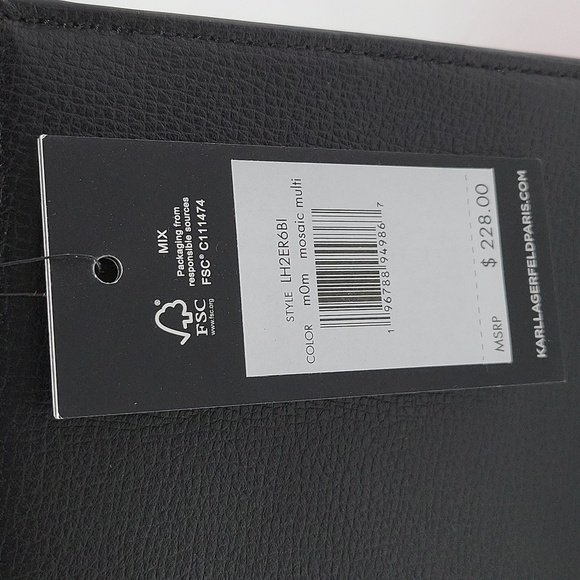 MIX
Packaging from
responsible sources
FSC® C111474
FSC
www.fsc.org
STYLE LH2ER6BI
COLOR m0m mosaic multi
1 96788 94986 7
MSRP $ 228.00
KARLLAGERFELDPARIS.COM